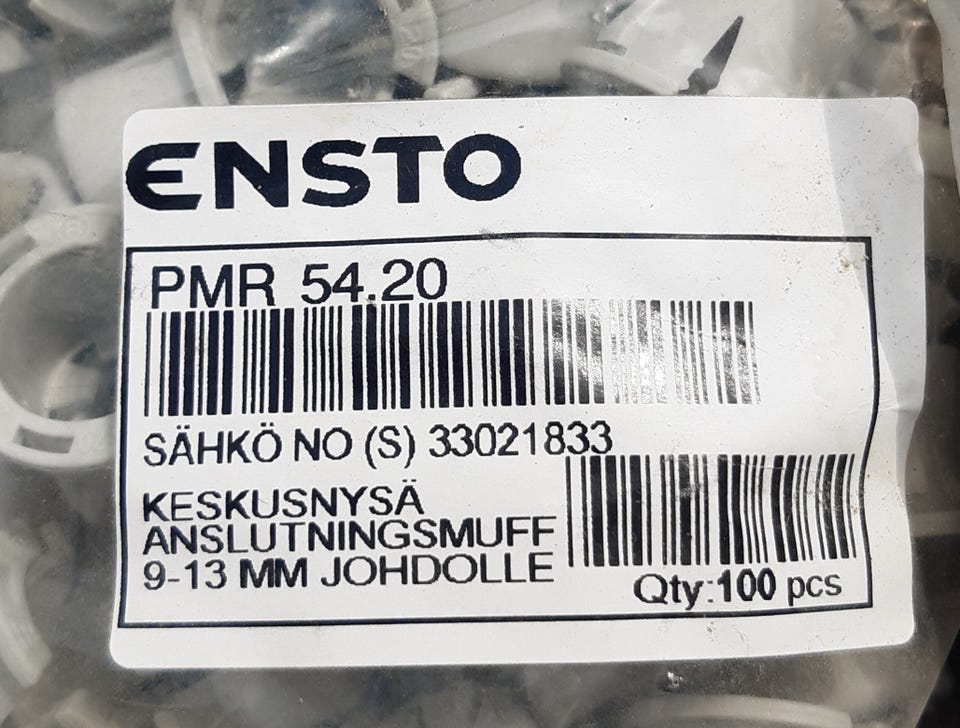 ENSTO
PMR 54.20
SÄHKÖ NO (S) 33021833
KESKUSNYSÄ
ANSLUTNINGSMUFF
9-13 MM JOHDOLLE
Qty:100 pcs